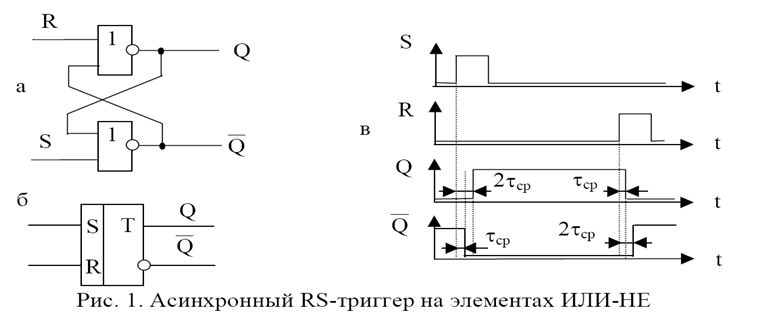 R
1
Q
а
S
1
Q
б
S T
R
Q
Q
S
t
R
в
t
Q
2τср
τср
t
Q
τср
2τср
t
Рис. 1. Асинхронный RS-триггер на элементах ИЛИ-НЕ